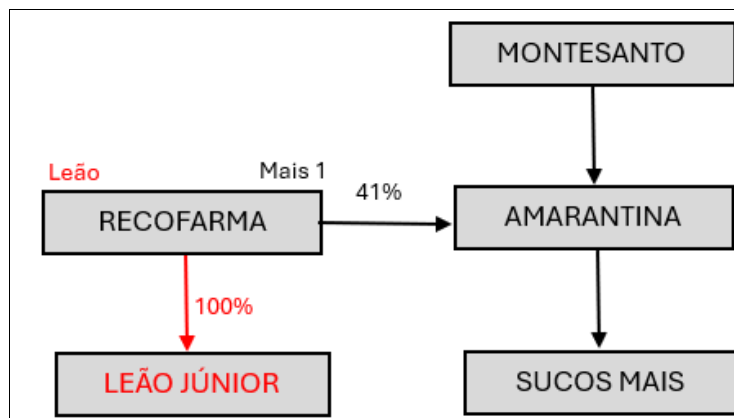 MONTESANTO
Leão
Mais 1
41%
RECOFARMA
AMARANTINA
100%
LEÃO JÚNIOR
SUCOS MAIS